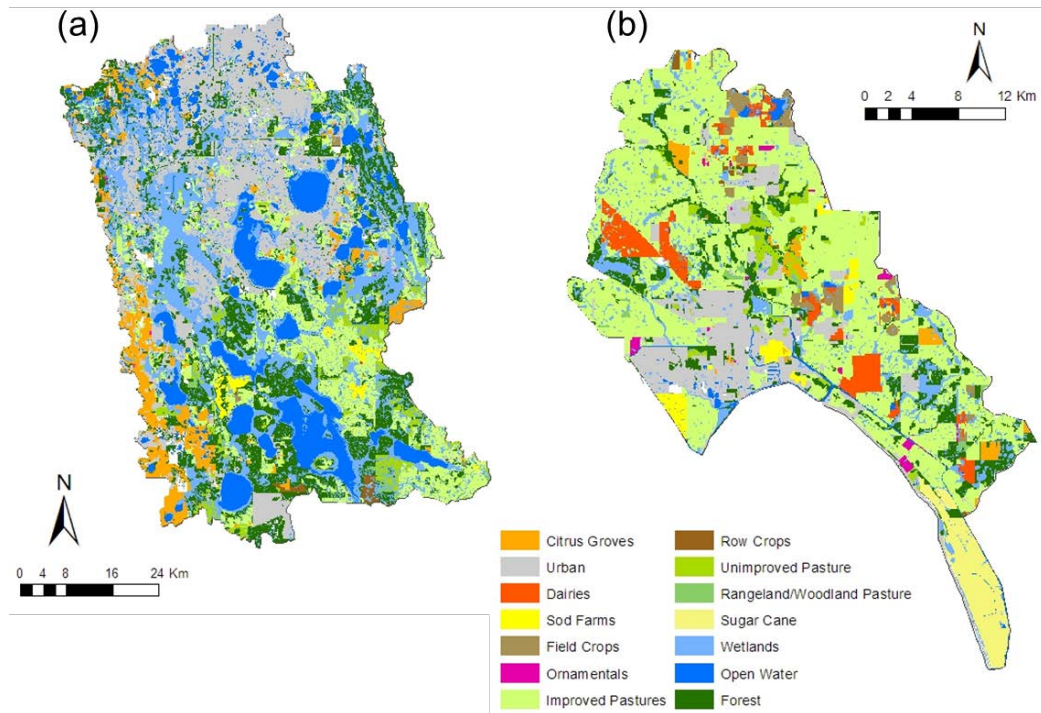 (a)
(b)
N
0 1 2 4 8 12 Km
N
0 4 8 16 24 Km
Citrus Groves
Urban
Dairies
Sod Farms
Field Crops
Ornamentals
Improved Pastures
Row Crops
Unimproved Pasture
Rangeland/Woodland Pasture
Sugar Cane
Wetlands
Open Water
Forest